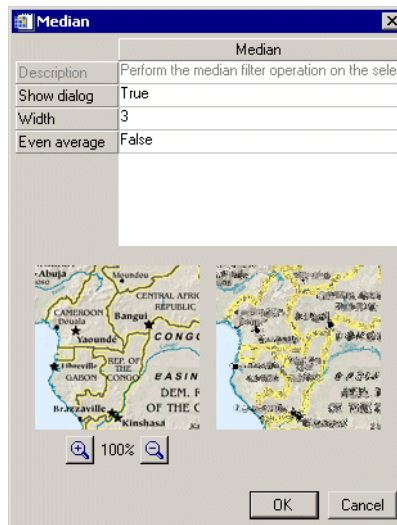 Median
Median
Description
Perform the median filter operation on the sele
Show dialog
True
Width
3
Even average
False
Abuja
Moundou
CENTRAL AFRI
REPUBLIC
CAMEROON
Douala
Bangui
Yaoundé
CONGO
Libreville
REP. OF
THE
CONGO
GABON
BASIN
DEM. R
Brazzaville
OF THE C
Kinshasa
100%
OK
Cancel